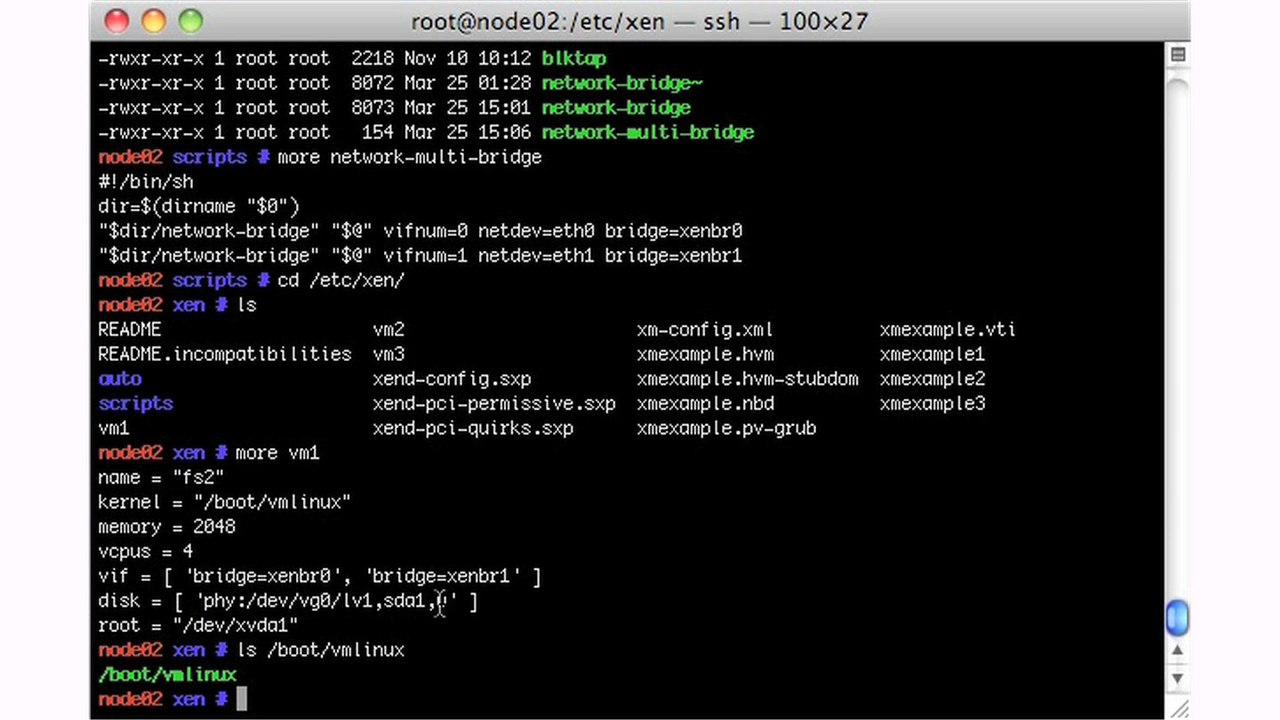 root@node02:/etc/xen — ssh — 100×27
-rwxr-xr-x 1 root root  2218 Nov 10 10:12 blktap
-rwxr-xr-x 1 root root  8072 Mar 25 01:28 network-bridge~
-rwxr-xr-x 1 root root  8073 Mar 25 15:01 network-bridge
-rwxr-xr-x 1 root root   154 Mar 25 15:06 network-multi-bridge
node02 scripts # more network-multi-bridge
#!/bin/sh
dir=$(dirname "$0")
"$dir/network-bridge" "$@" vifnum=0 netdev=eth0 bridge=xenbr0
"$dir/network-bridge" "$@" vifnum=1 netdev=eth1 bridge=xenbr1
node02 scripts # cd /etc/xen/
node02 xen # ls
README                    vm2                      xm-config.xml          xmexample.vti
README.incompatibilities  vm3                      xmexample.hvm          xmexample1
auto                      xend-config.sxp          xmexample.hvm-stubdom  xmexample2
scripts                   xend-pci-permissive.sxp  xmexample.nbd          xmexample3
vm1                       xend-pci-quirks.sxp      xmexample.pv-grub
node02 xen # more vm1
name = "fs2"
kernel = "/boot/vmlinux"
memory = 2048
vcpus = 4
vif = [ 'bridge=xenbr0', 'bridge=xenbr1' ]
disk = [ 'phy:/dev/vg0/lv1,sda1,' ]
root = "/dev/xvda1"
node02 xen # ls /boot/vmlinux
/boot/vmlinux
node02 xen #